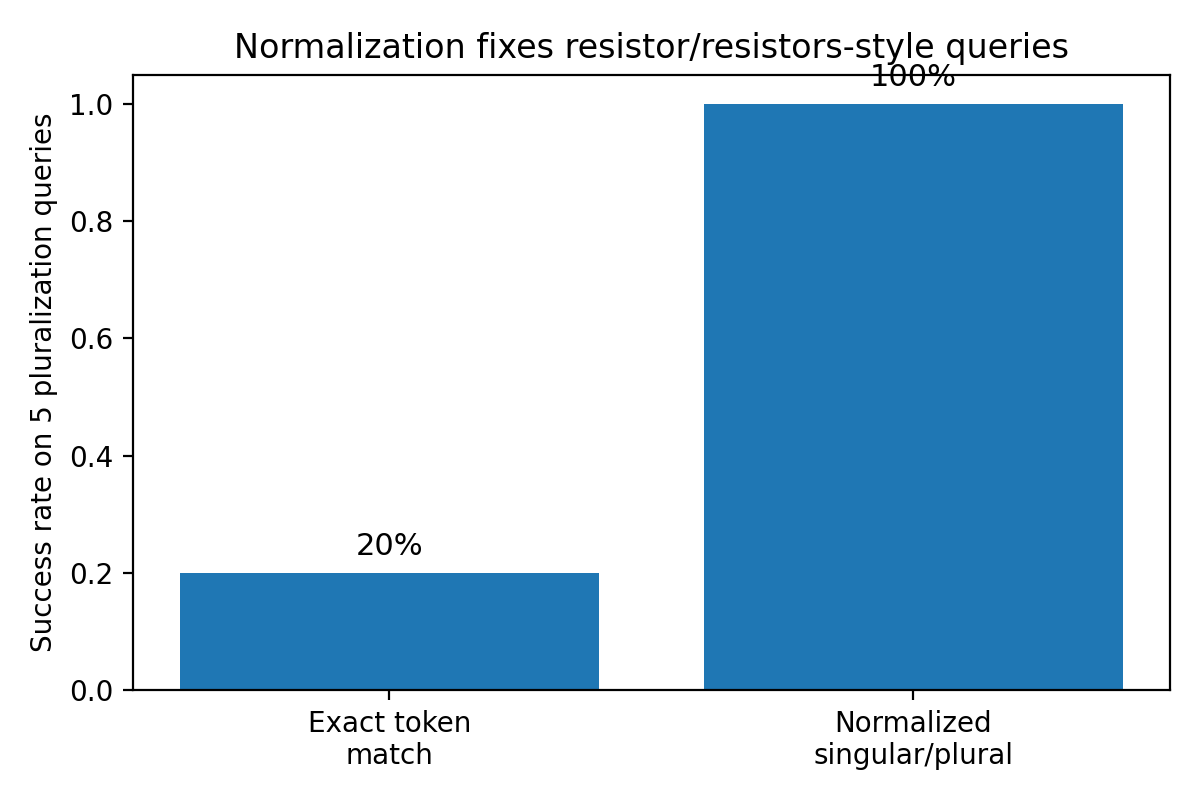 Normalization fixes resistor/resistors-style queries
100%
1.0
0.8
0.6
0.4
0.2
0.0
Success rate on 5 pluralization queries
20%
Exact token
match
Normalized
singular/plural